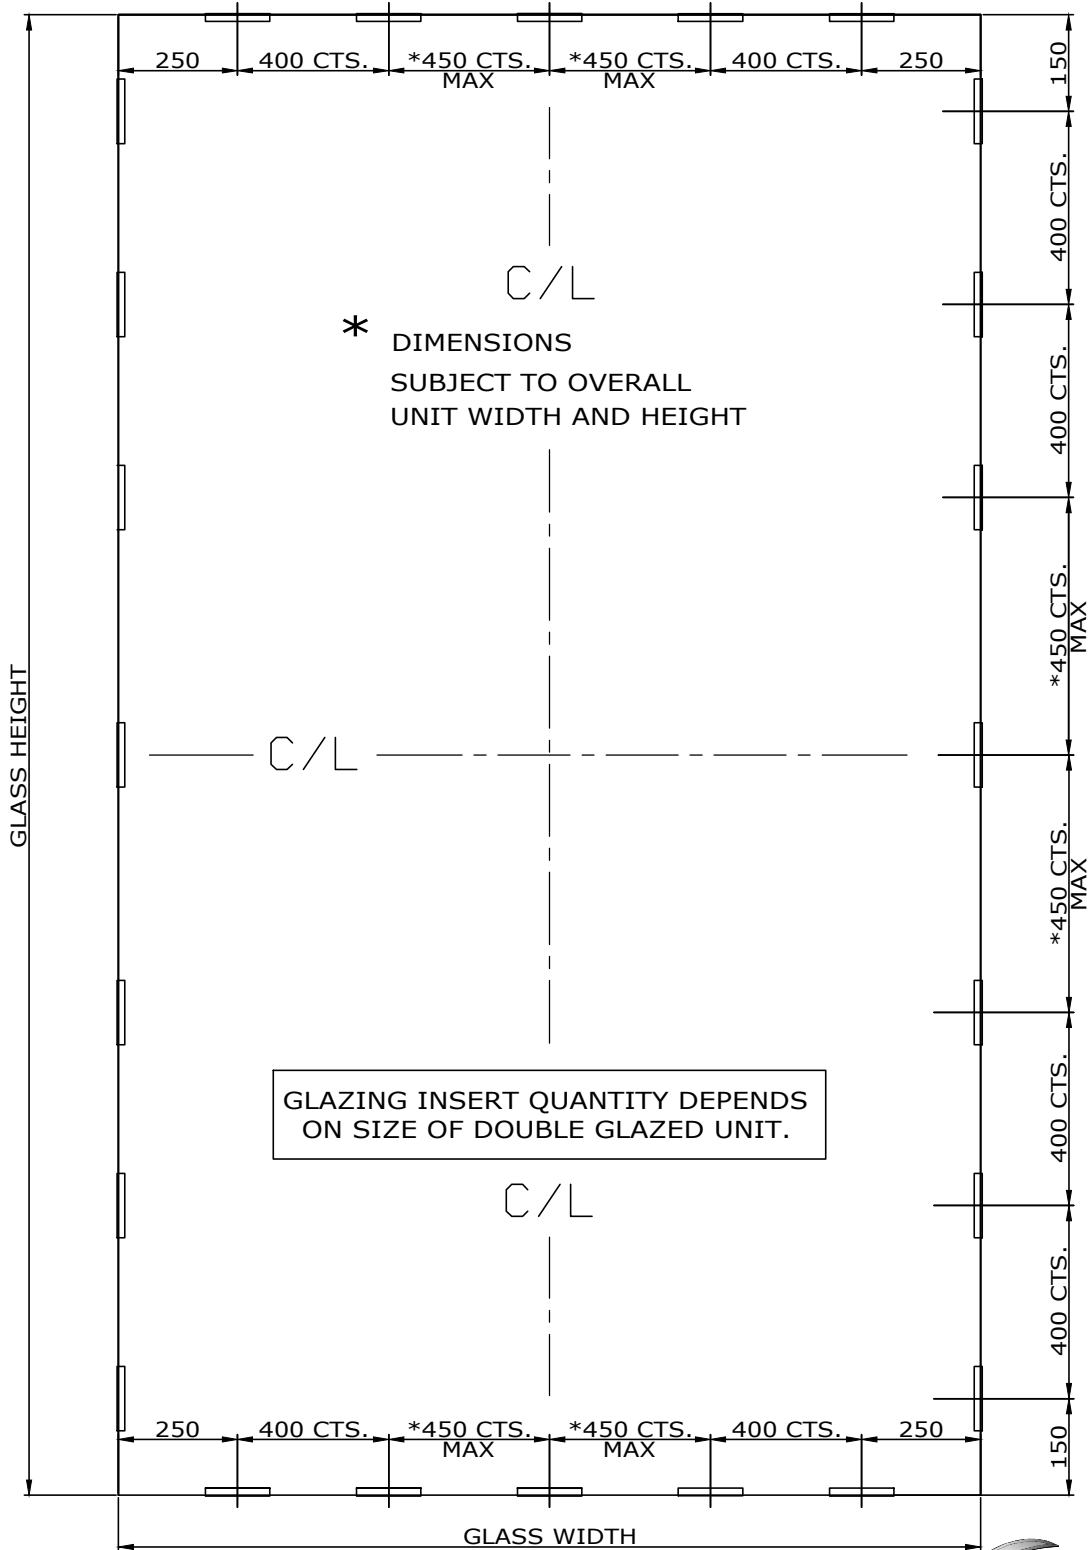 250
400 CTS.
*450 CTS.
MAX
*450 CTS.
MAX
400 CTS.
250
150
400 CTS.
400 CTS.
*450 CTS.
MAX
*450 CTS.
MAX
400 CTS.
400 CTS.
150
C/L
* DIMENSIONS
SUBJECT TO OVERALL
UNIT WIDTH AND HEIGHT
GLASS HEIGHT
C/L
GLAZING INSERT QUANTITY DEPENDS
ON SIZE OF DOUBLE GLAZED UNIT.
C/L
250
400 CTS.
*450 CTS.
MAX
*450 CTS.
MAX
400 CTS.
250
GLASS WIDTH